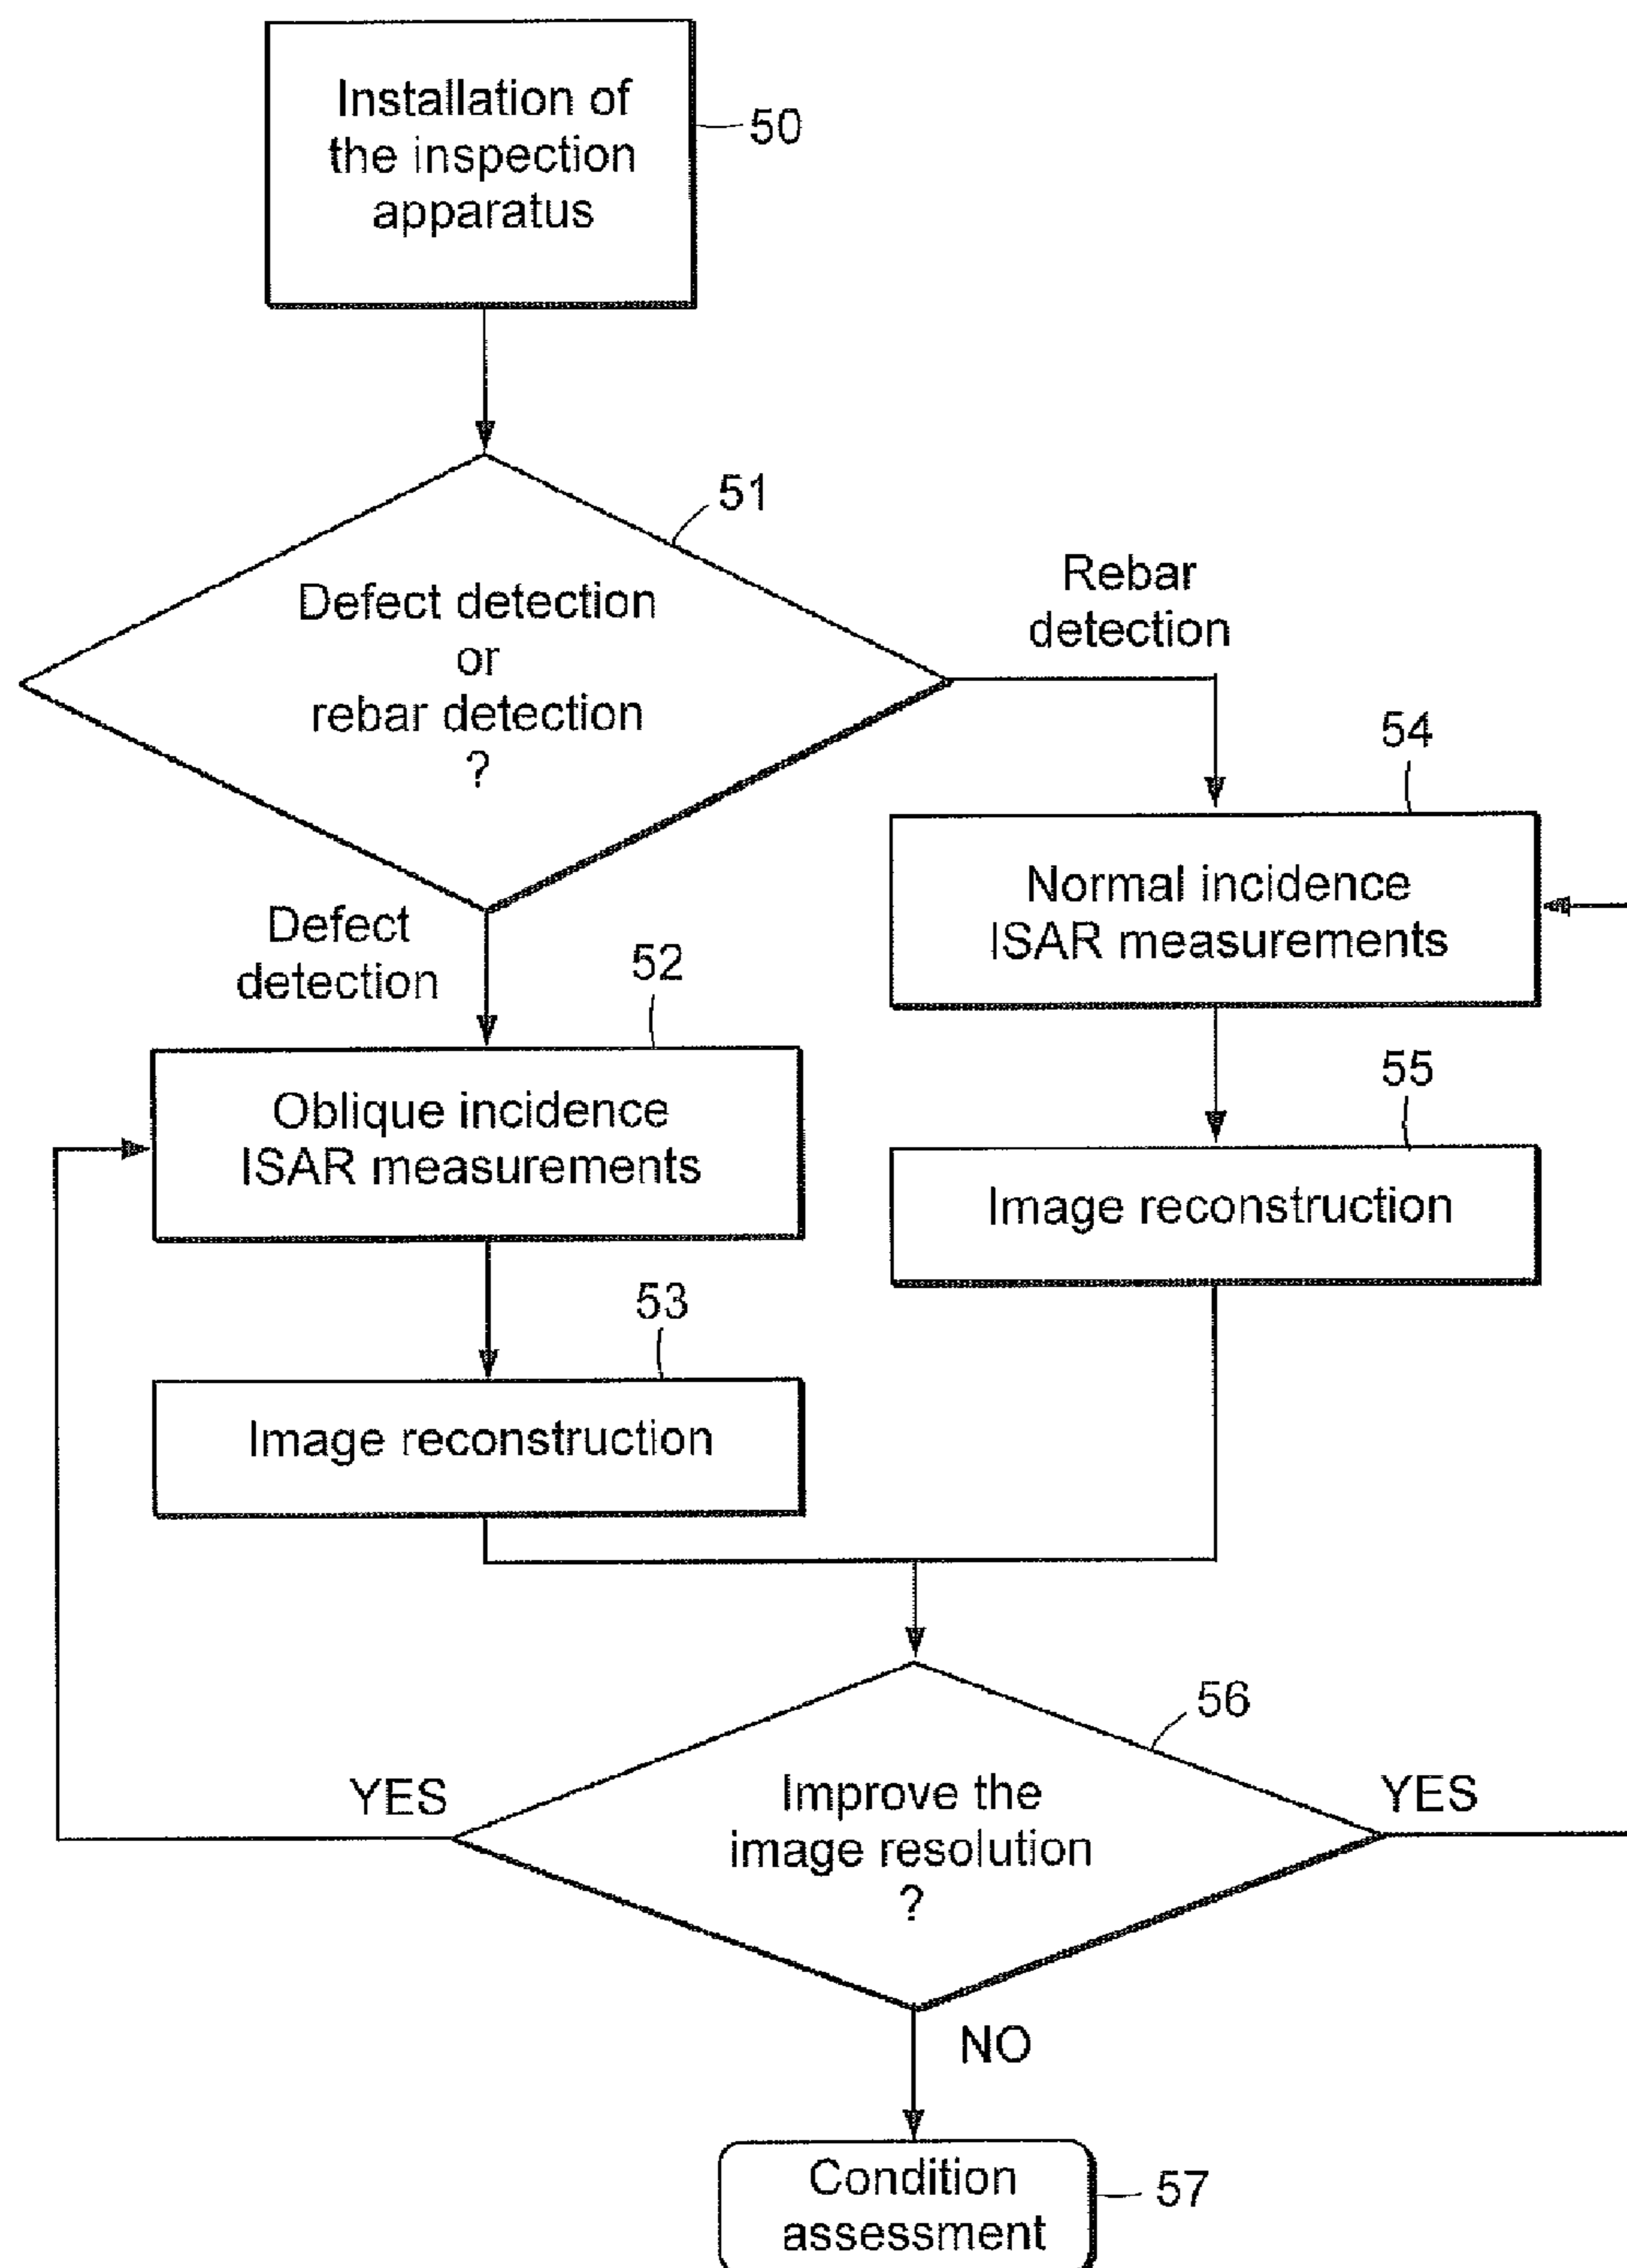 Installation of
the inspection
apparatus
50
51
Defect detection
or
rebar detection
?
Rebar
detection
Defect
detection
54
Normal incidence
ISAR measurements
52
Oblique incidence
ISAR measurements
55
Image reconstruction
53
Image reconstruction
56
Improve the
image resolution
?
YES
YES
NO
Condition
assessment
57